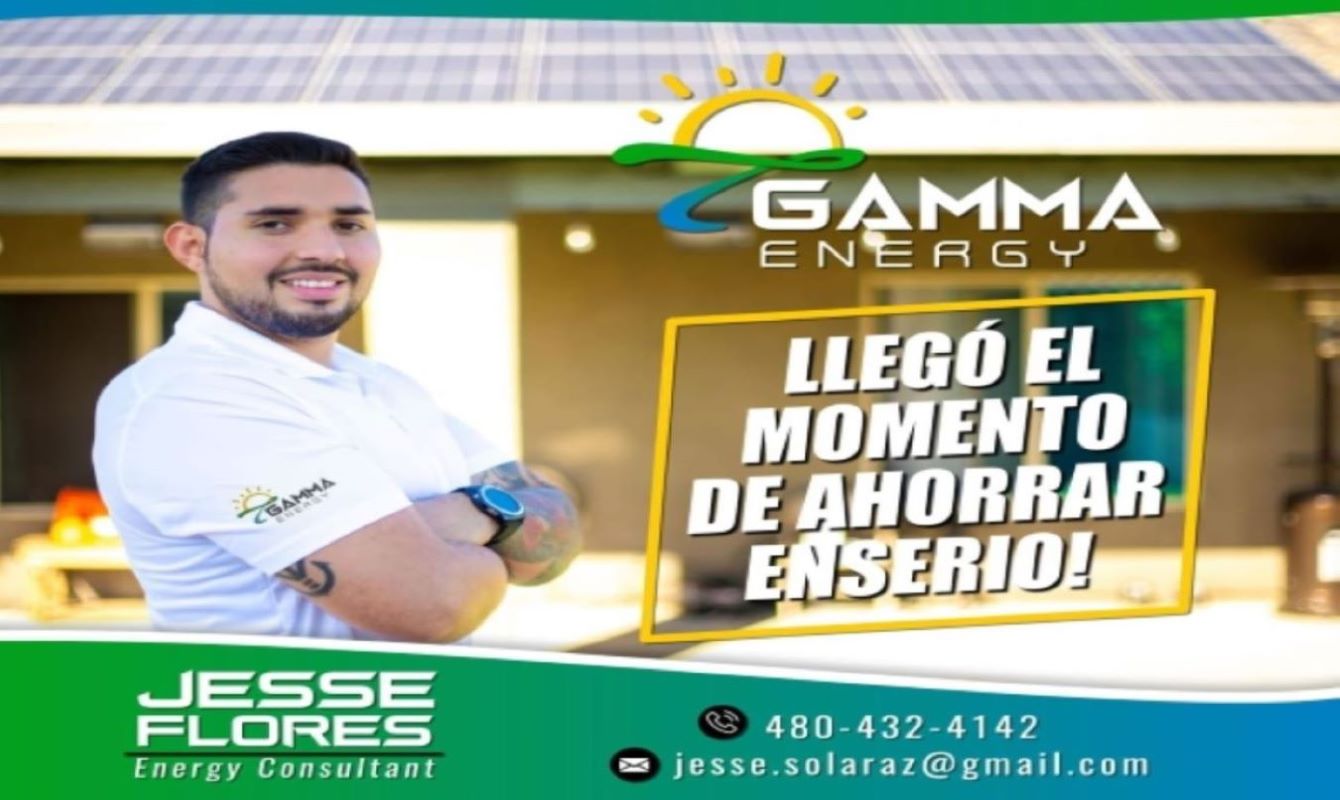 GAMMA
ENERGY
LLEGÓ EL
MOMENTO
DE AHORRAR
ENSERIO!
GAMMA
ENERGY
JESSE
FLORES
Energy Consultant
480-432-4142
jesse.solaraz@gmail.com